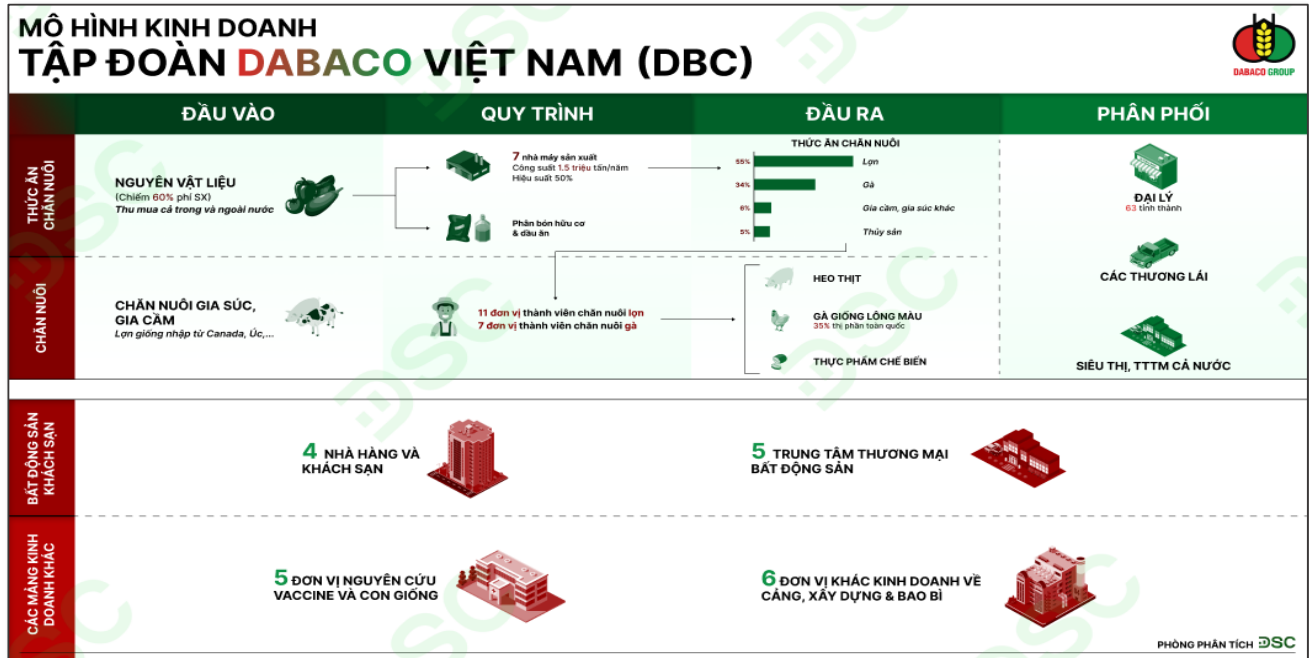 MÔ HÌNH KINH DOANH
TẬP ĐOÀN DABACO VIỆT NAM (DBC)
DABACO GROUP
ĐẦU VÀO
QUY TRÌNH
ĐẦU RA
PHÂN PHỐI
THỨC ĂN
CHĂN NUÔI
NGUYÊN VẬT LIỆU
(Chiếm 60% phí SX)
Thu mua cả trong và ngoài nước
7 nhà máy sản xuất
Công suất 1.5 triệu tấn/năm
Hiệu suất 50%
Phân bón hữu cơ
& dầu ăn
THỨC ĂN CHĂN NUÔI
55% Lợn
34% Gà
6% Gia cầm, gia súc khác
5% Thủy sản
ĐẠI LÝ
63 tỉnh thành
CÁC THƯƠNG LÁI
SIÊU THỊ, TTTM CẢ NƯỚC
CHĂN NUÔI
CHĂN NUÔI GIA SÚC,
GIA CẦM
Lợn giống nhập từ Canada, Úc,...
11 đơn vị thành viên chăn nuôi lợn
7 đơn vị thành viên chăn nuôi gà
HEO THỊT
GÀ GIỐNG LÔNG MÀU
35% thị phần toàn quốc
THỰC PHẨM CHẾ BIẾN
BẤT ĐỘNG SẢN
KHÁCH SẠN
4 NHÀ HÀNG VÀ
KHÁCH SẠN
5 TRUNG TÂM THƯƠNG MẠI
BẤT ĐỘNG SẢN
CÁC MẢNG KINH
DOANH KHÁC
5 ĐƠN VỊ NGUYÊN CỨU
VACCINE VÀ CON GIỐNG
6 ĐƠN VỊ KHÁC KINH DOANH VỀ
CẢNG, XÂY DỰNG & BAO BÌ
PHÒNG PHÂN TÍCH DSC